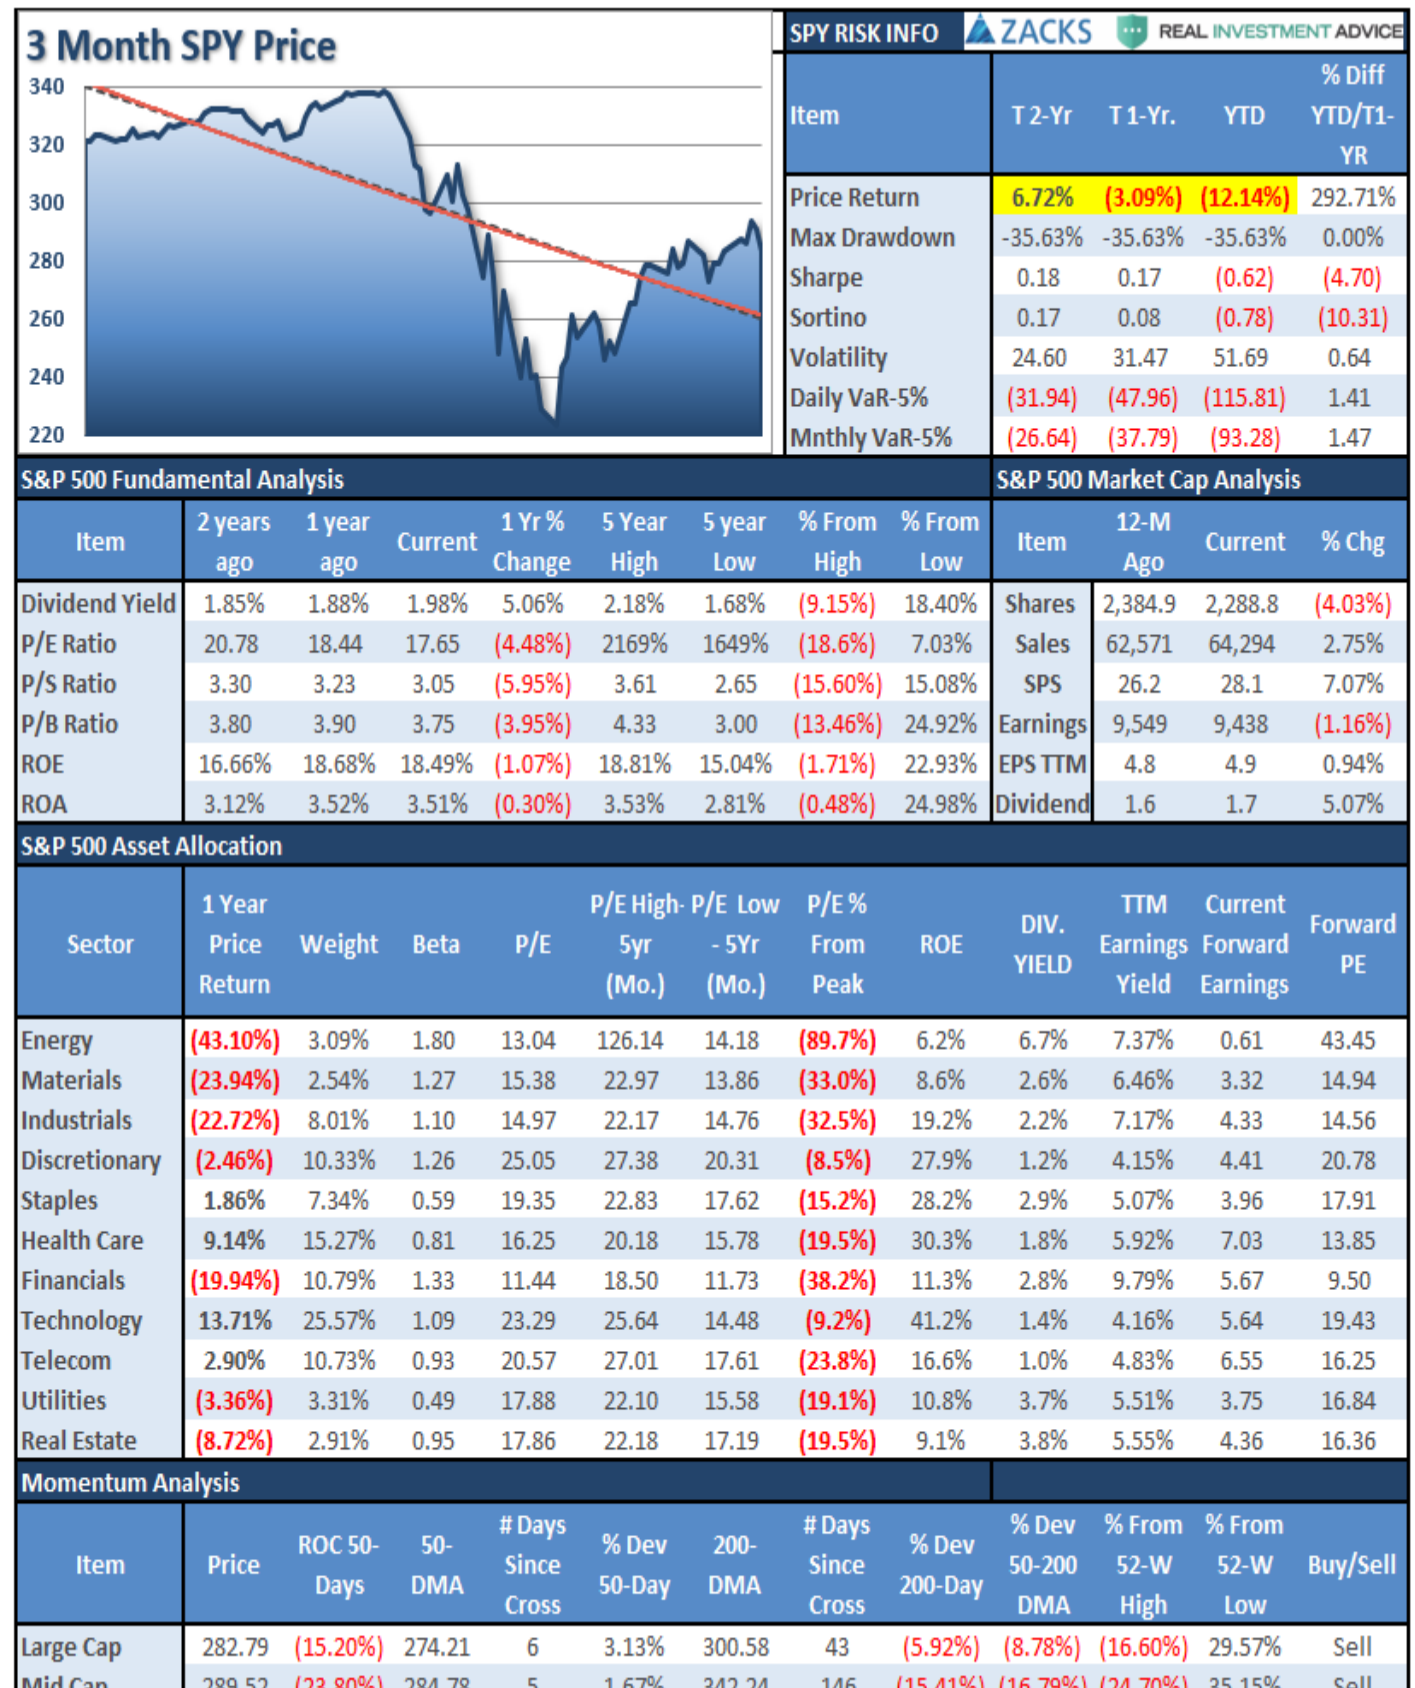 3 Month SPY Price
340
320
300
280
260
240
220
SPY RISK INFO ZACKS REAL INVESTMENT ADVICE
Item T 2-Yr T 1-Yr. YTD % Diff YTD/T1-YR
Price Return 6.72% (3.09%) (12.14%) 292.71%
Max Drawdown -35.63% -35.63% -35.63% 0.00%
Sharpe 0.18 0.17 (0.62) (4.70)
Sortino 0.17 0.08 (0.78) (10.31)
Volatility 24.60 31.47 51.69 0.64
Daily VaR-5% (31.94) (47.96) (115.81) 1.41
Mnthly VaR-5% (26.64) (37.79) (93.28) 1.47
S&P 500 Fundamental Analysis
Item 2 years ago 1 year ago Current 1 Yr % Change 5 Year High 5 year Low % From High % From Low
Dividend Yield 1.85% 1.88% 1.98% 5.06% 2.18% 1.68% (9.15%) 18.40%
P/E Ratio 20.78 18.44 17.65 (4.48%) 2169% 1649% (18.6%) 7.03%
P/S Ratio 3.30 3.23 3.05 (5.95%) 3.61 2.65 (15.60%) 15.08%
P/B Ratio 3.80 3.90 3.75 (3.95%) 4.33 3.00 (13.46%) 24.92%
ROE 16.66% 18.68% 18.49% (1.07%) 18.81% 15.04% (1.71%) 22.93%
ROA 3.12% 3.52% 3.51% (0.30%) 3.53% 2.81% (0.48%) 24.98%
S&P 500 Market Cap Analysis
Item 12-M Ago Current % Chg
Shares 2,384.9 2,288.8 (4.03%)
Sales 62,571 64,294 2.75%
SPS 26.2 28.1 7.07%
Earnings 9,549 9,438 (1.16%)
EPS TTM 4.8 4.9 0.94%
Dividend 1.6 1.7 5.07%
S&P 500 Asset Allocation
Sector 1 Year Price Return Weight Beta P/E P/E High- 5yr (Mo.) P/E Low - 5Yr (Mo.) P/E % From Peak ROE DIV. YIELD TTM Earnings Yield Current Forward Earnings Forward PE
Energy (43.10%) 3.09% 1.80 13.04 126.14 14.18 (89.7%) 6.2% 6.7% 7.37% 0.61 43.45
Materials (23.94%) 2.54% 1.27 15.38 22.97 13.86 (33.0%) 8.6% 2.6% 6.46% 3.32 14.94
Industrials (22.72%) 8.01% 1.10 14.97 22.17 14.76 (32.5%) 19.2% 2.2% 7.17% 4.33 14.56
Discretionary (2.46%) 10.33% 1.26 25.05 27.38 20.31 (8.5%) 27.9% 1.2% 4.15% 4.41 20.78
Staples 1.86% 7.34% 0.59 19.35 22.83 17.62 (15.2%) 28.2% 2.9% 5.07% 3.96 17.91
Health Care 9.14% 15.27% 0.81 16.25 20.18 15.78 (19.5%) 30.3% 1.8% 5.92% 7.03 13.85
Financials (19.94%) 10.79% 1.33 11.44 18.50 11.73 (38.2%) 11.3% 2.8% 9.79% 5.67 9.50
Technology 13.71% 25.57% 1.09 23.29 25.64 14.48 (9.2%) 41.2% 1.4% 4.16% 5.64 19.43
Telecom 2.90% 10.73% 0.93 20.57 27.01 17.61 (23.8%) 16.6% 1.0% 4.83% 6.55 16.25
Utilities (3.36%) 3.31% 0.49 17.88 22.10 15.58 (19.1%) 10.8% 3.7% 5.51% 3.75 16.84
Real Estate (8.72%) 2.91% 0.95 17.86 22.18 17.19 (19.5%) 9.1% 3.8% 5.55% 4.36 16.36
Momentum Analysis
Item Price ROC 50-Days 50-DMA # Days Since Cross % Dev 50-Day 200-DMA # Days Since Cross % Dev 200-Day % Dev 50-200 DMA % From 52-W High % From 52-W Low Buy/Sell
Large Cap 282.79 (15.20%) 274.21 6 3.13% 300.58 43 (5.92%) (8.78%) (16.60%) 29.57% Sell
Mid Cap 289.52 (23.80%) 284.78 5 1.67% 342.24 146 (15.41%) (16.79%) (24.70%) 35.15% Sell